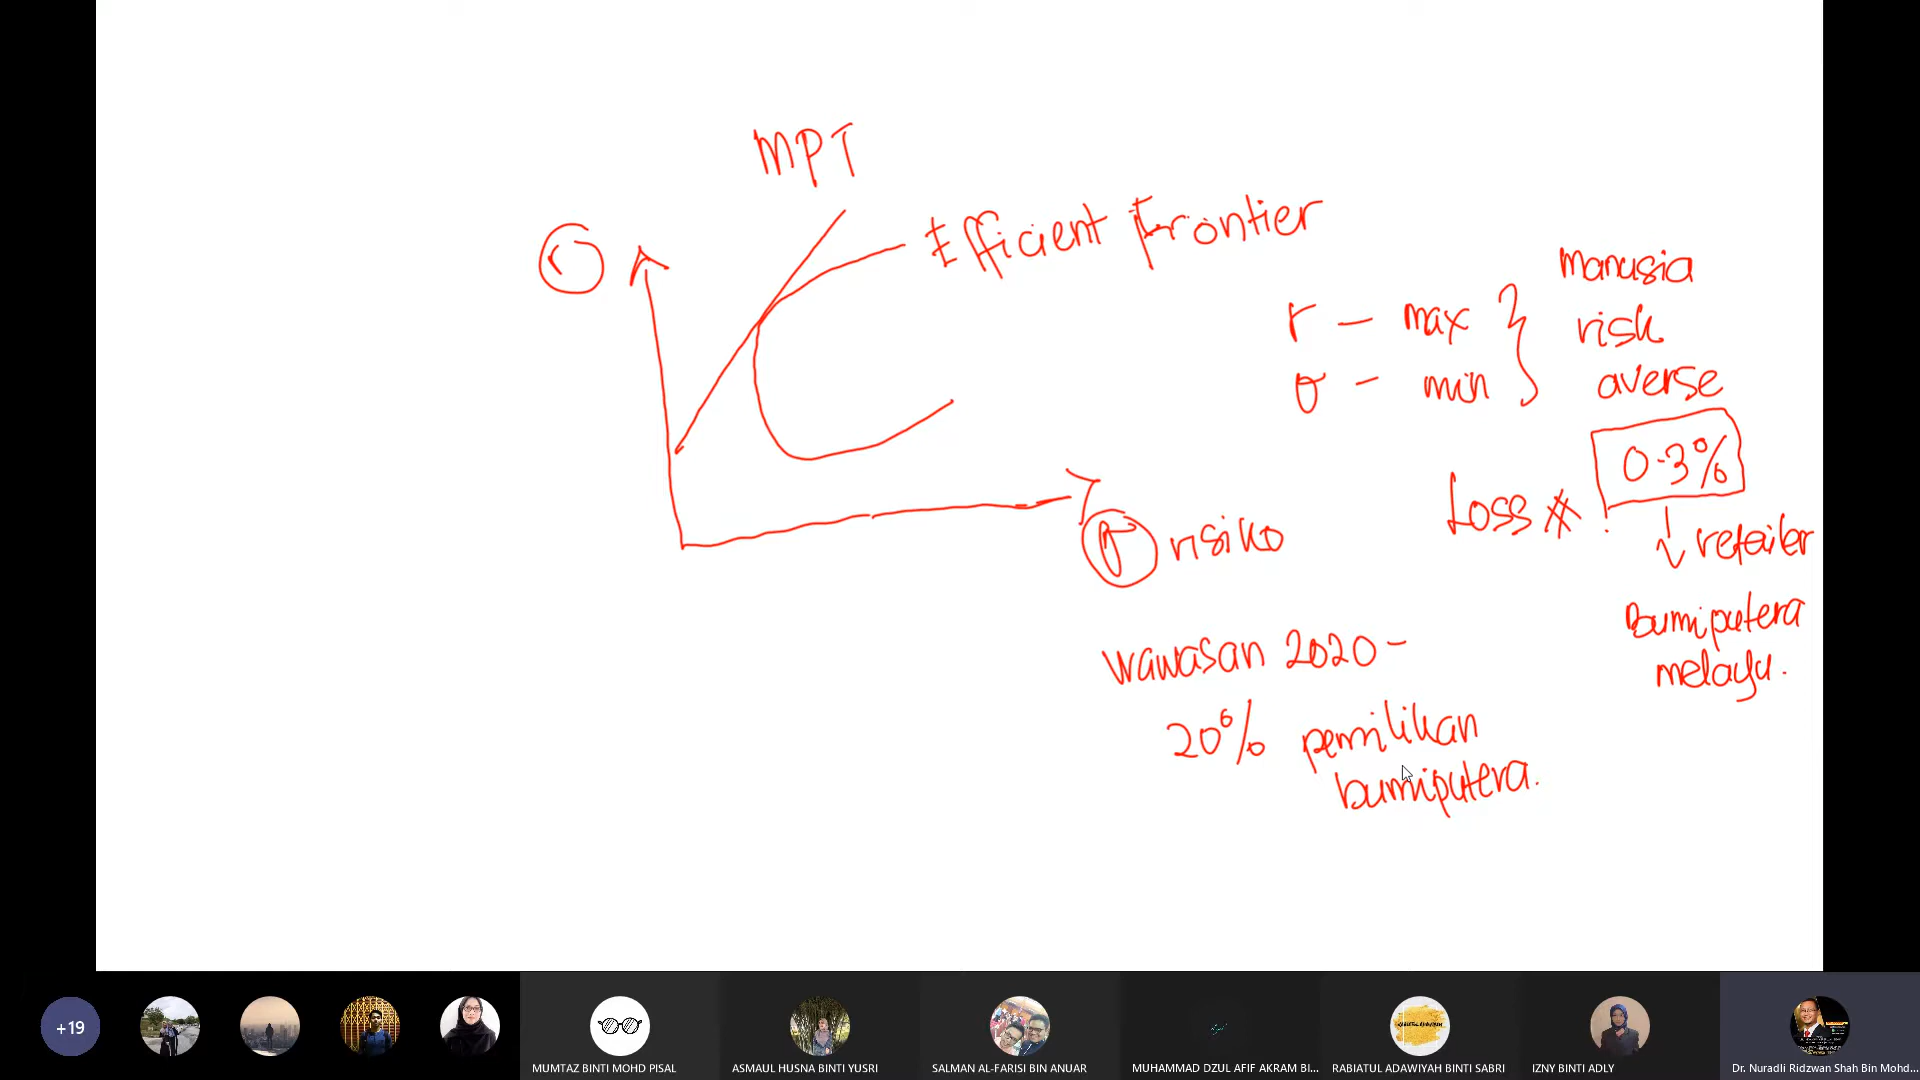 MPT
r
Efficient Frontier
r - max
σ - min
manusia
risk
averse
0.3%
Loss
retailer
Bumiputera
melayu.
σ risiko
wawasan 2020 -
20% pemilikan
bumiputera.
+19
MUMTAZ BINTI MOHD PISAL
ASMAUL HUSNA BINTI YUSRI
SALMAN AL-FARISI BIN ANUAR
MUHAMMAD DZUL AFIF AKRAM BI...
RABIATUL ADAWIYAH BINTI SABRI
IZNY BINTI ADLY
Dr. Nuradli Ridzwan Shah Bin Mohd...